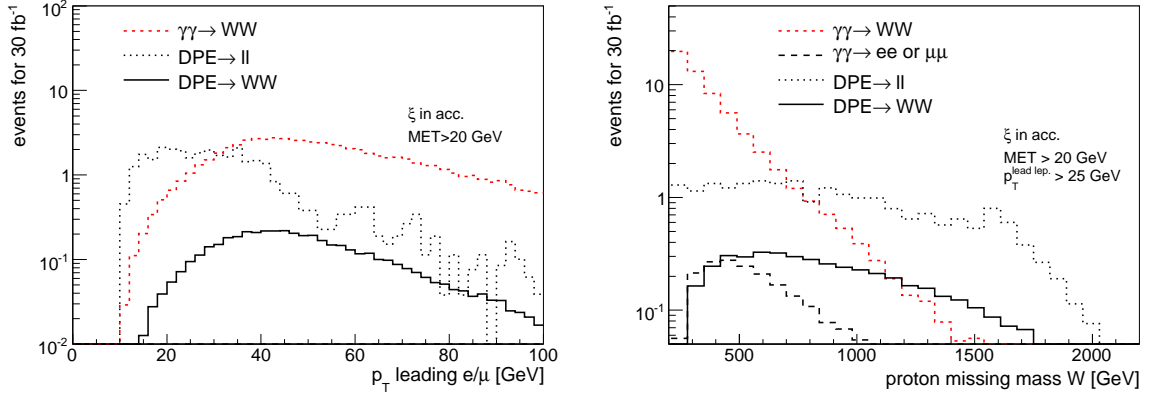 events for 30 fb⁻¹
10²
10
1
10⁻¹
10⁻²
γγ→ WW
DPE→ ll
DPE→ WW
ξ in acc.
MET>20 GeV
0 20 40 60 80 100
p_T leading e/μ [GeV]
events for 30 fb⁻¹
10
1
10⁻¹
γγ→ WW
γγ→ ee or μμ
DPE→ ll
DPE→ WW
ξ in acc.
MET > 20 GeV
p_T^lead lep. > 25 GeV
500 1000 1500 2000
proton missing mass W [GeV]